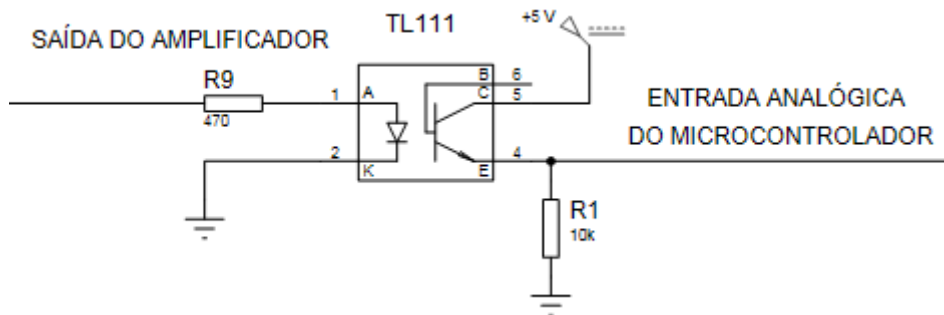 SAÍDA DO AMPLIFICADOR
R9
470
TL111
+5 V
1
A
2
K
B
6
C
5
E
4
ENTRADA ANALÓGICA
DO MICROCONTROLADOR
R1
10k